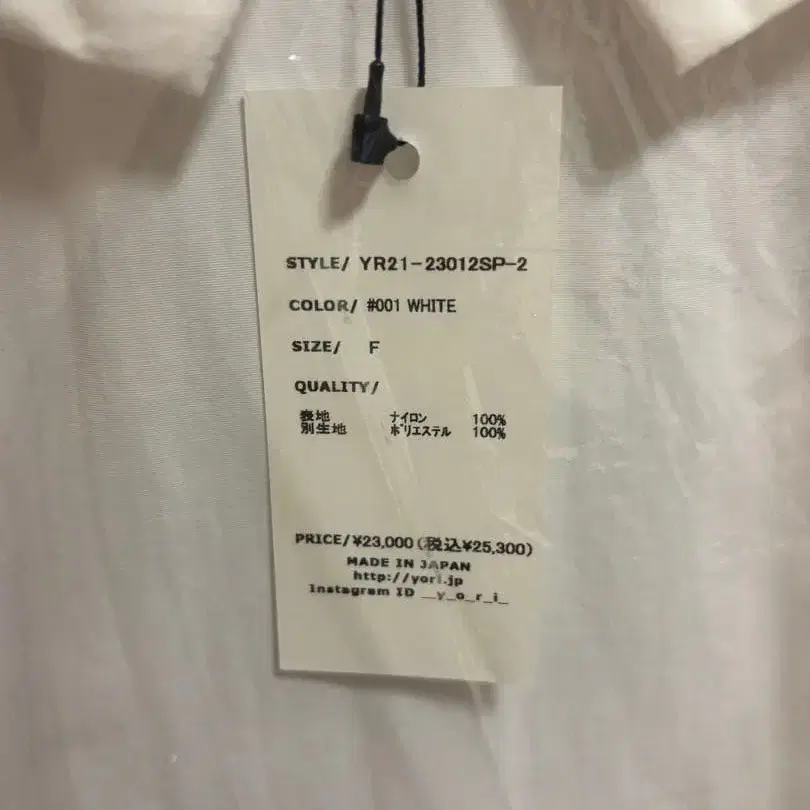 STYLE/ YR21-23012SP-2
COLOR/ #001 WHITE
SIZE/ F
QUALITY/
表地 ナイロン 100%
別生地 ポリエステル 100%
PRICE/¥23,000(税込¥25,300)
MADE IN JAPAN
http://yori.jp
Instagram ID __y_o_r_i_